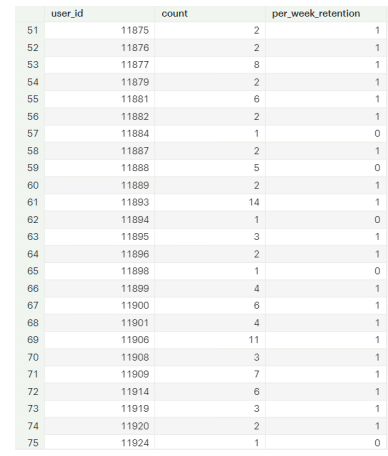 user_id count per_week_retention
51 11875 2 1
52 11876 2 1
53 11877 8 1
54 11879 2 1
55 11881 6 1
56 11882 2 1
57 11884 1 0
58 11887 2 1
59 11888 5 0
60 11889 2 1
61 11893 14 1
62 11894 1 0
63 11895 3 1
64 11896 2 1
65 11898 1 0
66 11899 4 1
67 11900 6 1
68 11901 4 1
69 11906 11 1
70 11908 3 1
71 11909 7 1
72 11914 6 1
73 11919 3 1
74 11920 2 1
75 11924 1 0